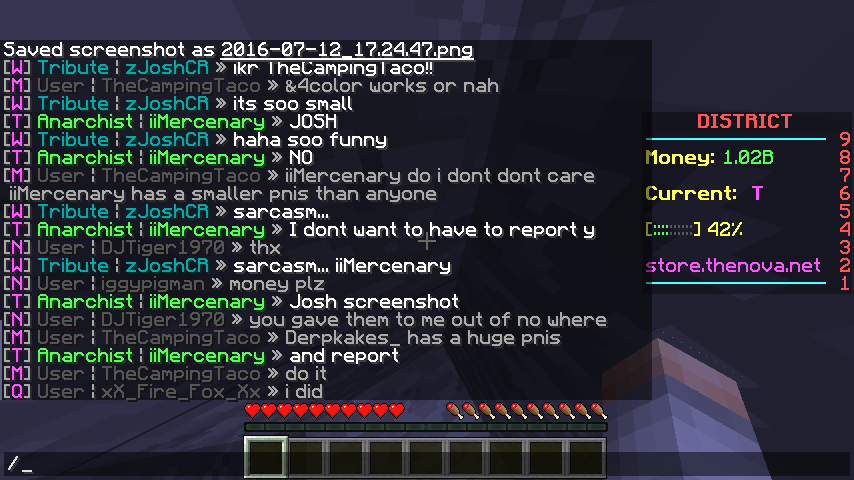 Saved screenshot as 2016-07-12_17.24.47.png
[W] Tribute ¦ zJoshCR » ikr TheCampingTaco!!
[M] User ¦ TheCampingTaco » &4color works or nah
[W] Tribute ¦ zJoshCR » its soo small
[T] Anarchist ¦ iiMercenary » JOSH
[W] Tribute ¦ zJoshCR » haha soo funny
[T] Anarchist ¦ iiMercenary » NO
[M] User ¦ TheCampingTaco » iiMercenary do i dont dont care
iiMercenary has a smaller pnis than anyone
[W] Tribute ¦ zJoshCR » sarcasm...
[T] Anarchist ¦ iiMercenary » I dont want to have to report y
[N] User ¦ DJTiger1970 » thx
[W] Tribute ¦ zJoshCR » sarcasm... iiMercenary
[N] User ¦ iggypigman » money plz
[T] Anarchist ¦ iiMercenary » Josh screenshot
[N] User ¦ DJTiger1970 » you gave them to me out of no where
[M] User ¦ TheCampingTaco » Derpkakes_ has a huge pnis
[T] Anarchist ¦ iiMercenary » and report
[M] User ¦ TheCampingTaco » do it
[Q] User ¦ xX_Fire_Fox_Xx » i did
/_
DISTRICT
9
Money: 1.02B 8
7
Current: T 6
5
[::::::::::] 42% 4
3
store.thenova.net 2
1